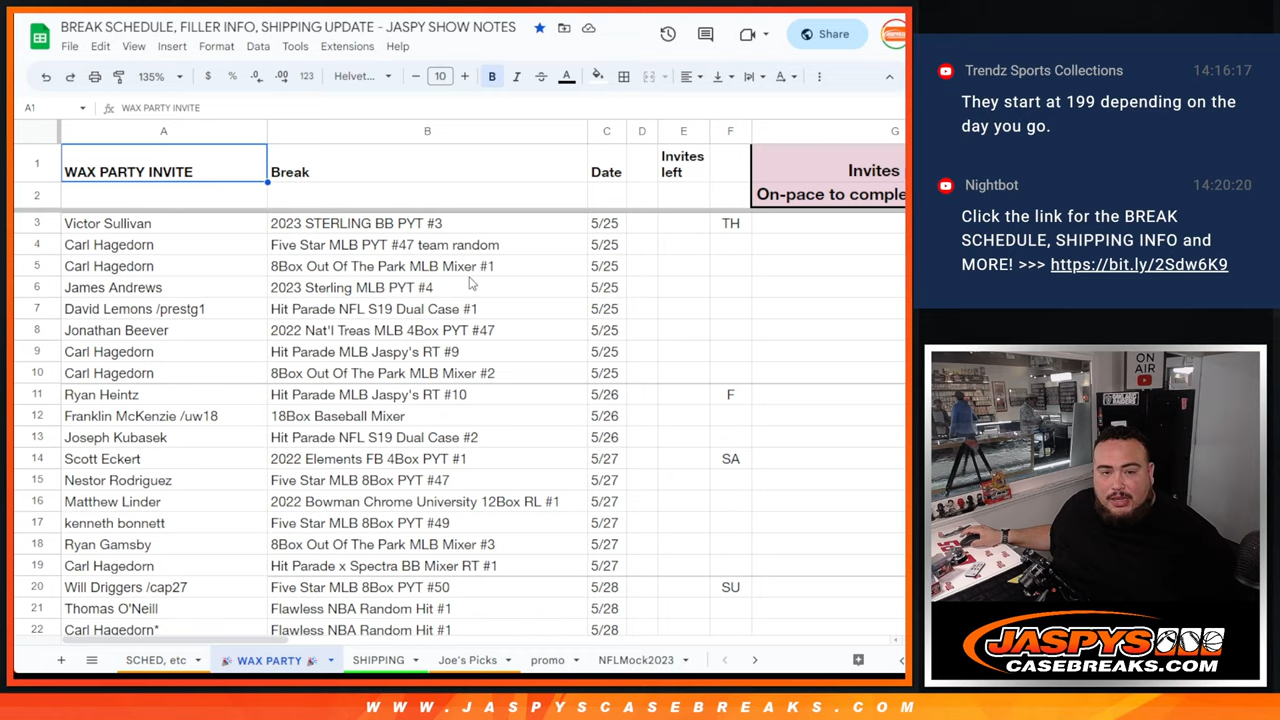 BREAK SCHEDULE, FILLER INFO, SHIPPING UPDATE - JASPY SHOW NOTES
File Edit View Insert Format Data Tools Extensions Help
Share
135% $ % .0 .00 123 Helvet... 10 B I A
A1 fx WAX PARTY INVITE
A B C D E F G
1 WAX PARTY INVITE Break Date Invites left Invites
2 On-pace to comple
3 Victor Sullivan 2023 STERLING BB PYT #3 5/25 TH
4 Carl Hagedorn Five Star MLB PYT #47 team random 5/25
5 Carl Hagedorn 8Box Out Of The Park MLB Mixer #1 5/25
6 James Andrews 2023 Sterling MLB PYT #4 5/25
7 David Lemons /prestg1 Hit Parade NFL S19 Dual Case #1 5/25
8 Jonathan Beever 2022 Nat'l Treas MLB 4Box PYT #47 5/25
9 Carl Hagedorn Hit Parade MLB Jaspy's RT #9 5/25
10 Carl Hagedorn 8Box Out Of The Park MLB Mixer #2 5/25
11 Ryan Heintz Hit Parade MLB Jaspy's RT #10 5/26 F
12 Franklin McKenzie /uw18 18Box Baseball Mixer 5/26
13 Joseph Kubasek Hit Parade NFL S19 Dual Case #2 5/26
14 Scott Eckert 2022 Elements FB 4Box PYT #1 5/27 SA
15 Nestor Rodriguez Five Star MLB 8Box PYT #47 5/27
16 Matthew Linder 2022 Bowman Chrome University 12Box RL #1 5/27
17 kenneth bonnett Five Star MLB 8Box PYT #49 5/27
18 Ryan Gamsby 8Box Out Of The Park MLB Mixer #3 5/27
19 Carl Hagedorn Hit Parade x Spectra BB Mixer RT #1 5/27
20 Will Driggers /cap27 Five Star MLB 8Box PYT #50 5/28 SU
21 Thomas O'Neill Flawless NBA Random Hit #1 5/28
22 Carl Hagedorn* Flawless NBA Random Hit #1 5/28
SCHED, etc WAX PARTY SHIPPING Joe's Picks promo NFLMock2023
Trendz Sports Collections 14:16:17
They start at 199 depending on the
day you go.
Nightbot 14:20:20
Click the link for the BREAK
SCHEDULE, SHIPPING INFO and
MORE! >>> https://bit.ly/2Sdw6K9
ON
AIR
JASPYS
CASEBREAKS.COM
WWW.JASPYSCASEBREAKS.COM